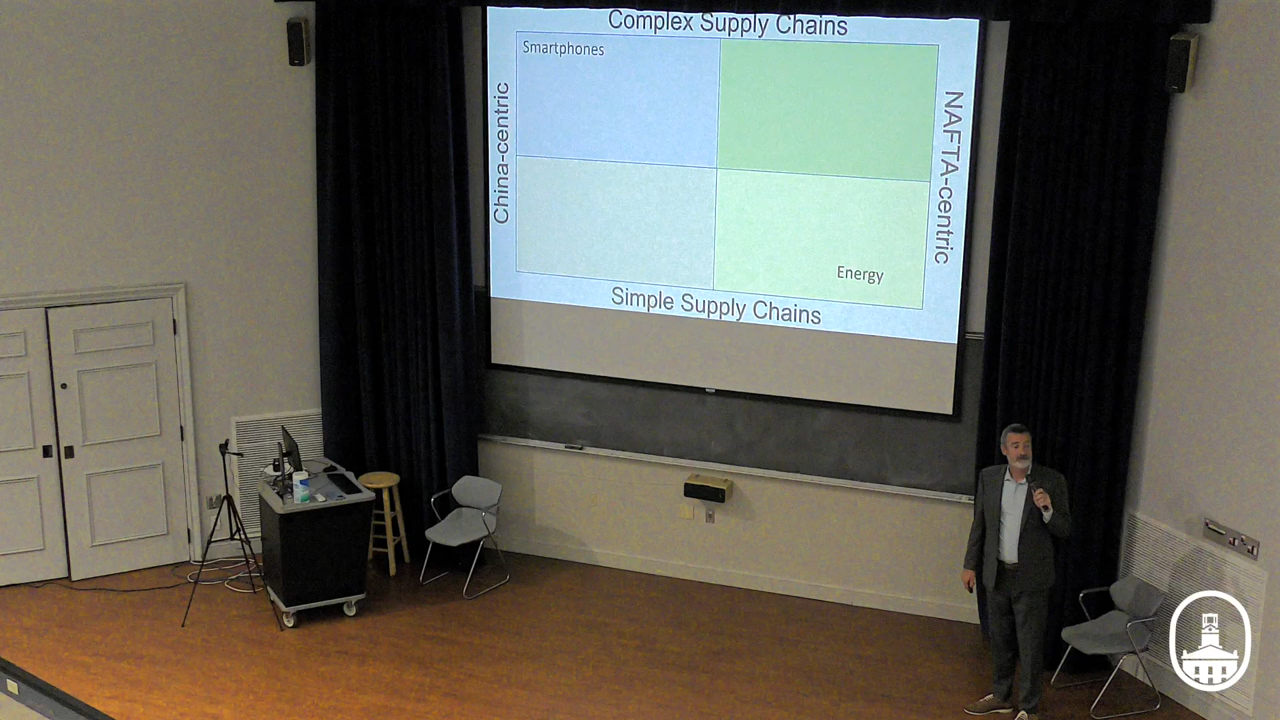 Complex Supply Chains
Smartphones
China-centric
NAFTA-centric
Energy
Simple Supply Chains